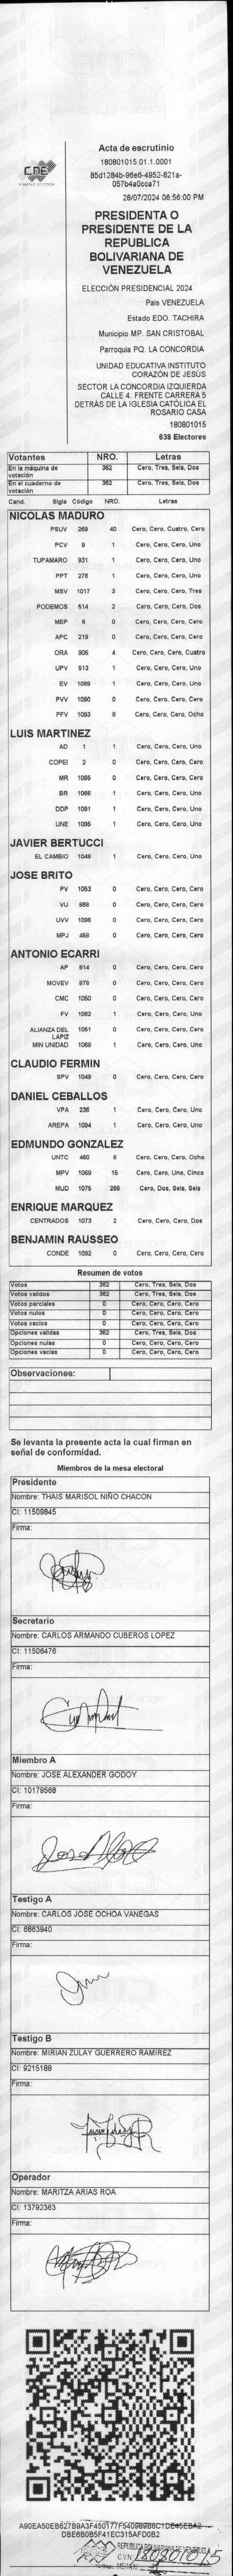 CNE
Acta de escrutinio
180801015.01.1.0001
85d1284b-96e6-4952-821a-
057b4a0cca71
28/07/2024 06:56:00 PM
PRESIDENTA O
PRESIDENTE DE LA
REPUBLICA
BOLIVARIANA DE
VENEZUELA
ELECCIÓN PRESIDENCIAL 2024
Pais VENEZUELA
Estado EDO. TACHIRA
Municipio MP. SAN CRISTOBAL
Parroquia PQ. LA CONCORDIA
UNIDAD EDUCATIVA INSTITUTO
CORAZÓN DE JESÚS
SECTOR LA CONCORDIA IZQUIERDA
CALLE 4. FRENTE CARRERA 5
DETRÁS DE LA IGLESIA CATÓLICA EL
ROSARIO CASA
180801015
638 Electores
Votantes NRO. Letras
En la máquina de votación 362 Cero, Tres, Seis, Dos
En el cuaderno de votación 362 Cero, Tres, Seis, Dos
Cand. Sigla Código NRO. Letras
NICOLAS MADURO
PSUV 269 40 Cero, Cero, Cuatro, Cero
PCV 9 1 Cero, Cero, Cero, Uno
TUPAMARO 931 1 Cero, Cero, Cero, Uno
PPT 275 1 Cero, Cero, Cero, Uno
MSV 1017 3 Cero, Cero, Cero, Tres
PODEMOS 514 2 Cero, Cero, Cero, Dos
MEP 6 0 Cero, Cero, Cero, Cero
APC 219 0 Cero, Cero, Cero, Cero
ORA 906 4 Cero, Cero, Cero, Cuatro
UPV 513 1 Cero, Cero, Cero, Uno
EV 1089 1 Cero, Cero, Cero, Uno
PVV 1090 0 Cero, Cero, Cero, Cero
PFV 1093 8 Cero, Cero, Cero, Ocho
LUIS MARTINEZ
AD 1 1 Cero, Cero, Cero, Uno
COPEI 2 0 Cero, Cero, Cero, Cero
MR 1065 0 Cero, Cero, Cero, Cero
BR 1066 1 Cero, Cero, Cero, Uno
DDP 1091 1 Cero, Cero, Cero, Uno
UNE 1095 1 Cero, Cero, Cero, Uno
JAVIER BERTUCCI
EL CAMBIO 1048 1 Cero, Cero, Cero, Uno
JOSE BRITO
PV 1053 0 Cero, Cero, Cero, Cero
VU 868 0 Cero, Cero, Cero, Cero
UVV 1096 0 Cero, Cero, Cero, Cero
MPJ 458 0 Cero, Cero, Cero, Cero
ANTONIO ECARRI
AP 814 0 Cero, Cero, Cero, Cero
MOVEV 878 0 Cero, Cero, Cero, Cero
CMC 1050 0 Cero, Cero, Cero, Cero
FV 1062 1 Cero, Cero, Cero, Uno
ALIANZA DEL LAPIZ 1061 0 Cero, Cero, Cero, Cero
MIN UNIDAD 1068 1 Cero, Cero, Cero, Uno
CLAUDIO FERMIN
SPV 1049 0 Cero, Cero, Cero, Cero
DANIEL CEBALLOS
VPA 236 1 Cero, Cero, Cero, Uno
AREPA 1094 1 Cero, Cero, Cero, Uno
EDMUNDO GONZALEZ
UNTC 460 8 Cero, Cero, Cero, Ocho
MPV 1069 15 Cero, Cero, Uno, Cinco
MUD 1075 266 Cero, Dos, Seis, Seis
ENRIQUE MARQUEZ
CENTRADOS 1073 2 Cero, Cero, Cero, Dos
BENJAMIN RAUSSEO
CONDE 1092 0 Cero, Cero, Cero, Cero
Resumen de votos
Votos 362 Cero, Tres, Seis, Dos
Votos validos 362 Cero, Tres, Seis, Dos
Votos parciales 0 Cero, Cero, Cero, Cero
Votos nulos 0 Cero, Cero, Cero, Cero
Votos vacios 0 Cero, Cero, Cero, Cero
Opciones validas 362 Cero, Tres, Seis, Dos
Opciones nulas 0 Cero, Cero, Cero, Cero
Opciones vacias 0 Cero, Cero, Cero, Cero
Observaciones:
Se levanta la presente acta la cual firman en
señal de conformidad.
Miembros de la mesa electoral
Presidente
Nombre: THAIS MARISOL NIÑO CHACON
CI: 11509845
Firma:
Secretario
Nombre: CARLOS ARMANDO CUBEROS LOPEZ
CI: 11506476
Firma:
Miembro A
Nombre: JOSE ALEXANDER GODOY
CI: 10179568
Firma:
Testigo A
Nombre: CARLOS JOSE OCHOA VANEGAS
CI: 6863940
Firma:
Testigo B
Nombre: MIRIAN ZULAY GUERRERO RAMIREZ
CI: 9215188
Firma:
Operador
Nombre: MARITZA ARIAS ROA
CI: 13792363
Firma:
A90EA50EB627B9A3F450177F540989B6C1DE45EBA2
DBE6B0B5F41EC315AFD0B2
REPUBLICA BOLIVARIANA DE VENEZUELA
180801015